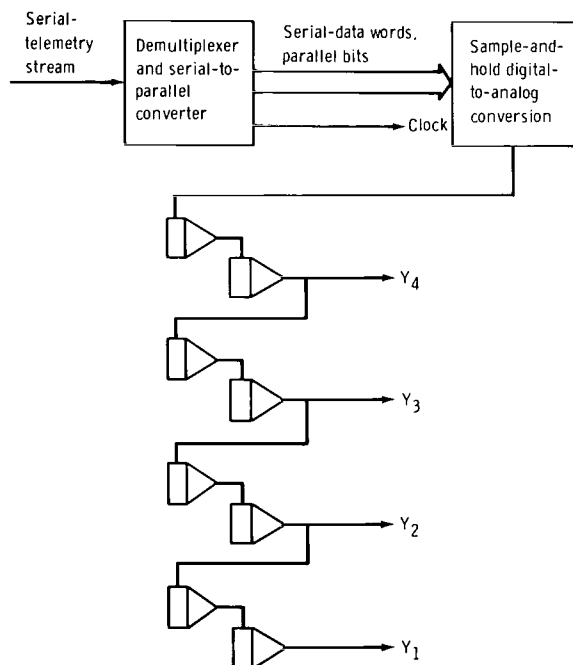 Serial-
telemetry
stream
Demultiplexer
and serial-to-
parallel
converter
Serial-data words,
parallel bits
Clock
Sample-and-
hold digital-
to-analog
conversion
Y4
Y3
Y2
Y1